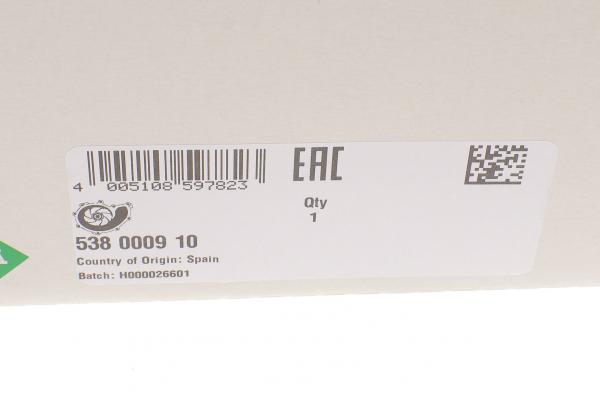 4 005108 597823
EAC
Qty
1
538 0009 10
Country of Origin: Spain
Batch: H000026601